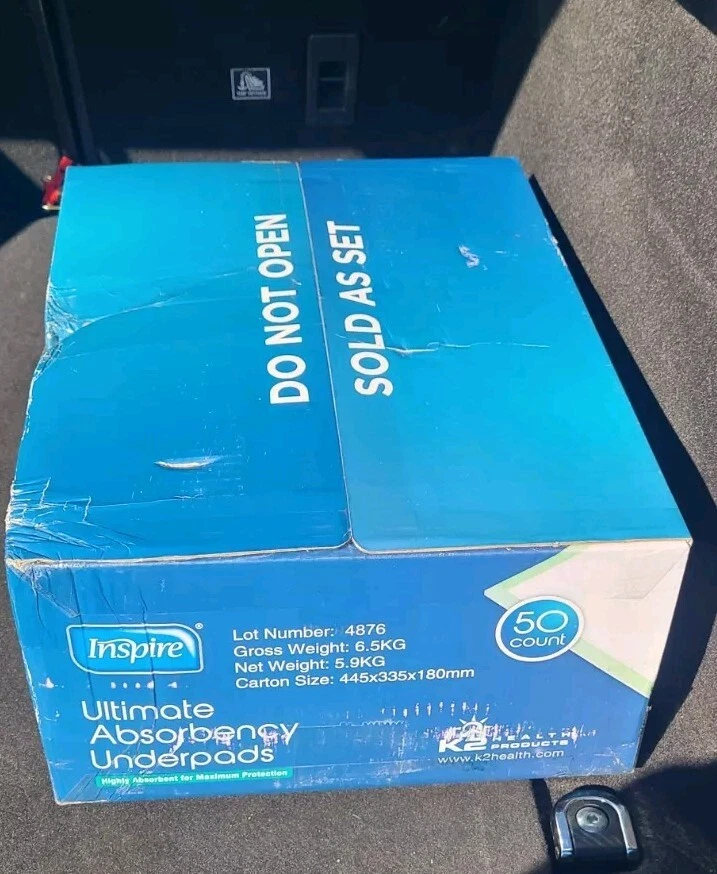 DO NOT OPEN
SOLD AS SET
Inspire®
Lot Number: 4876
Gross Weight: 6.5KG
Net Weight: 5.9KG
Carton Size: 445x335x180mm
50
count
Ultimate
Absorbency
Underpads
Highly Absorbent for Maximum Protection
K2 HEALTH
PRODUCTS
www.k2health.com